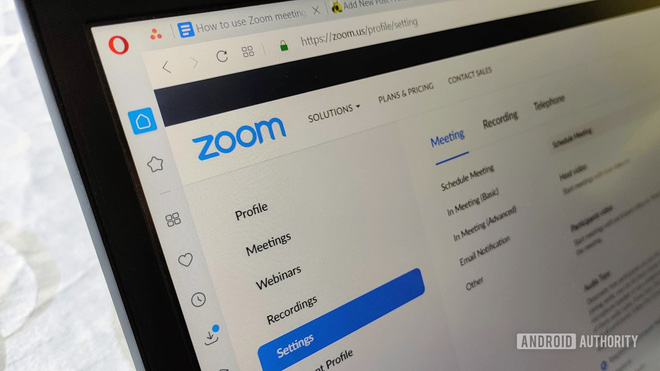 How to use Zoom meeting
Add New Post
https://zoom.us/profile/setting
zoom
SOLUTIONS
PLANS & PRICING
CONTACT SALES
Profile
Meetings
Webinars
Recordings
Settings
Profile
Meeting
Recording
Telephone
Schedule Meeting
In Meeting (Basic)
In Meeting (Advanced)
Email Notification
Other
Schedule Meeting
Host video
Participants video
Audio Type
ANDROID AUTHORITY